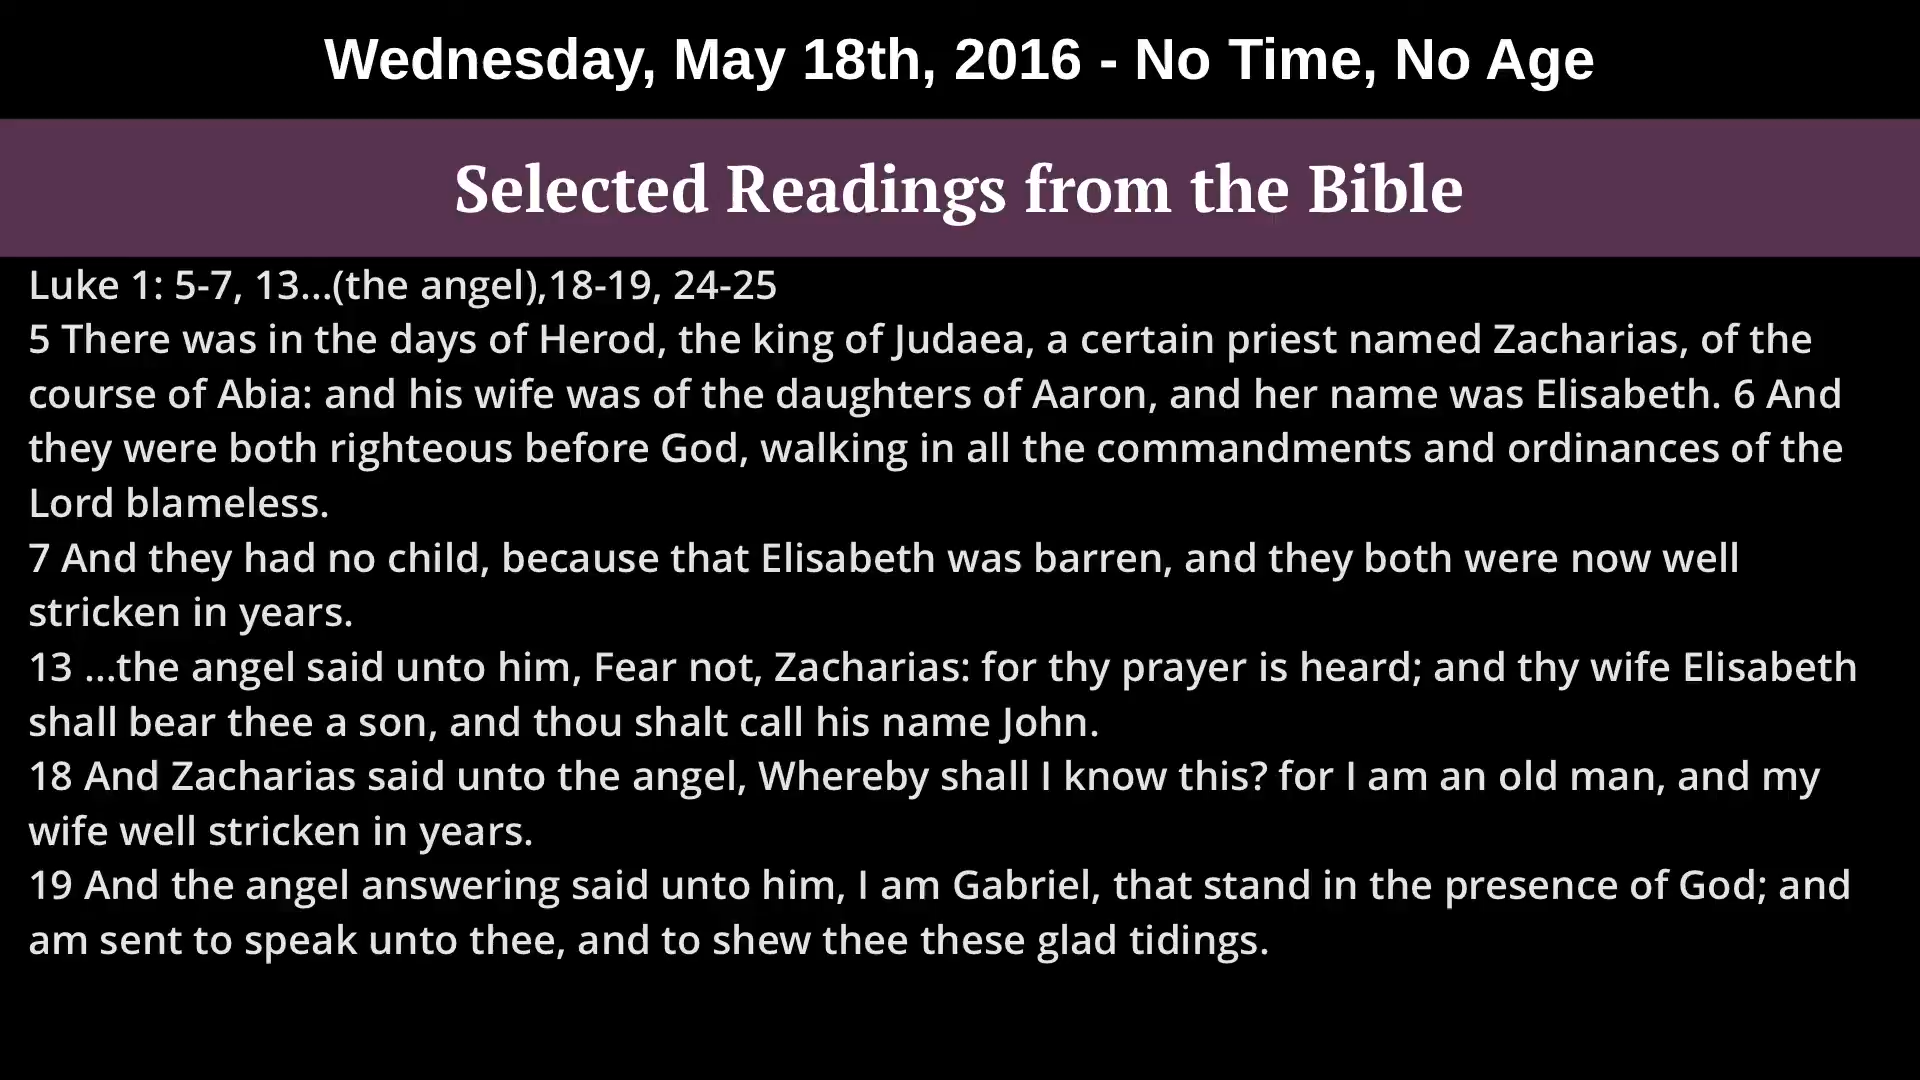 Wednesday, May 18th, 2016 - No Time, No Age
Selected Readings from the Bible
Luke 1: 5-7, 13...(the angel),18-19, 24-25
5 There was in the days of Herod, the king of Judaea, a certain priest named Zacharias, of the
course of Abia: and his wife was of the daughters of Aaron, and her name was Elisabeth. 6 And
they were both righteous before God, walking in all the commandments and ordinances of the
Lord blameless.
7 And they had no child, because that Elisabeth was barren, and they both were now well
stricken in years.
13 ...the angel said unto him, Fear not, Zacharias: for thy prayer is heard; and thy wife Elisabeth
shall bear thee a son, and thou shalt call his name John.
18 And Zacharias said unto the angel, Whereby shall I know this? for I am an old man, and my
wife well stricken in years.
19 And the angel answering said unto him, I am Gabriel, that stand in the presence of God; and
am sent to speak unto thee, and to shew thee these glad tidings.